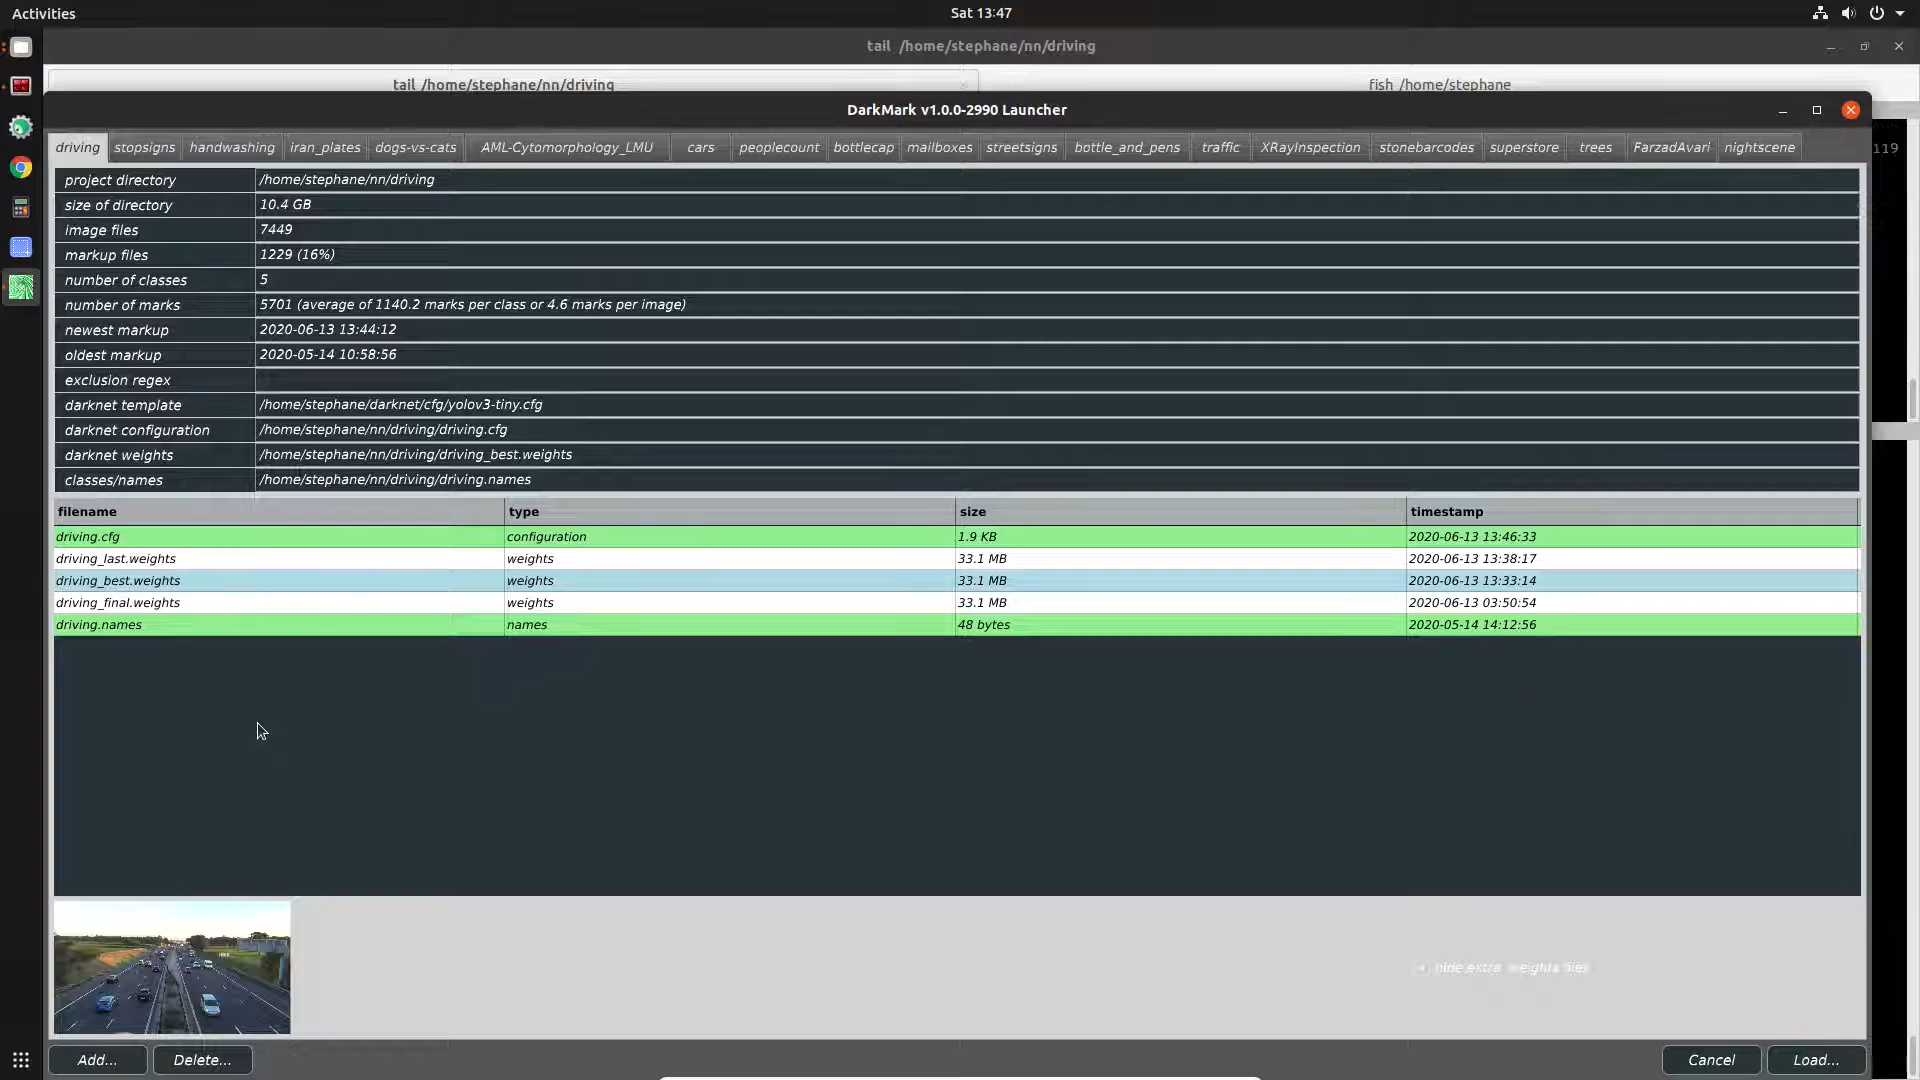 Activities
Sat 13:47
tail /home/stephane/nn/driving
tail /home/stephane/nn/driving
fish /home/stephane
DarkMark v1.0.0-2990 Launcher
driving stopsigns handwashing iran_plates dogs-vs-cats AML-Cytomorphology_LMU cars peoplecount bottlecap mailboxes streetsigns bottle_and_pens traffic XRayInspection stonebarcodes superstore trees FarzadAvari nightscene
119
project directory /home/stephane/nn/driving
size of directory 10.4 GB
image files 7449
markup files 1229 (16%)
number of classes 5
number of marks 5701 (average of 1140.2 marks per class or 4.6 marks per image)
newest markup 2020-06-13 13:44:12
oldest markup 2020-05-14 10:58:56
exclusion regex
darknet template /home/stephane/darknet/cfg/yolov3-tiny.cfg
darknet configuration /home/stephane/nn/driving/driving.cfg
darknet weights /home/stephane/nn/driving/driving_best.weights
classes/names /home/stephane/nn/driving/driving.names
filename type size timestamp
driving.cfg configuration 1.9 KB 2020-06-13 13:46:33
driving_last.weights weights 33.1 MB 2020-06-13 13:38:17
driving_best.weights weights 33.1 MB 2020-06-13 13:33:14
driving_final.weights weights 33.1 MB 2020-06-13 03:50:54
driving.names names 48 bytes 2020-05-14 14:12:56
hide extra weights files
Add... Delete... Cancel Load...